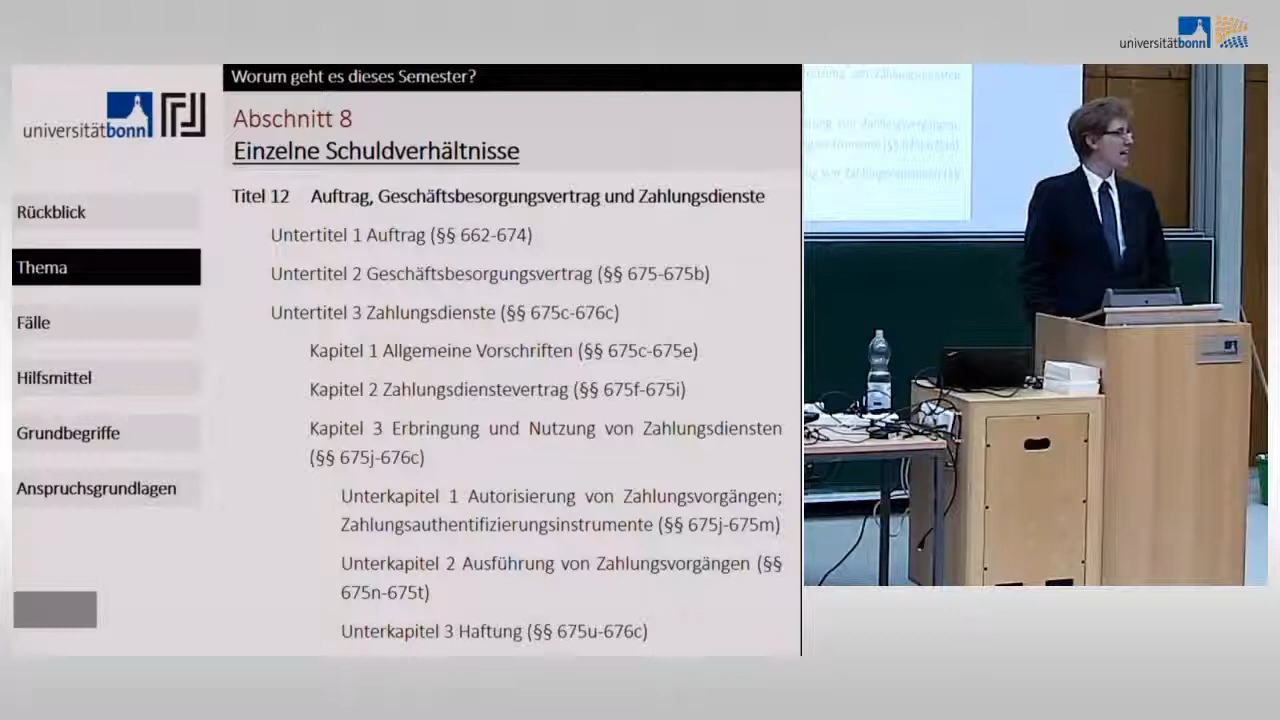 universitätbonn
Worum geht es dieses Semester?
universitätbonn
Abschnitt 8
Einzelne Schuldverhältnisse
Rückblick
Thema
Fälle
Hilfsmittel
Grundbegriffe
Anspruchsgrundlagen
Titel 12 Auftrag, Geschäftsbesorgungsvertrag und Zahlungsdienste
Untertitel 1 Auftrag (§§ 662-674)
Untertitel 2 Geschäftsbesorgungsvertrag (§§ 675-675b)
Untertitel 3 Zahlungsdienste (§§ 675c-676c)
Kapitel 1 Allgemeine Vorschriften (§§ 675c-675e)
Kapitel 2 Zahlungsdienstevertrag (§§ 675f-675i)
Kapitel 3 Erbringung und Nutzung von Zahlungsdiensten
(§§ 675j-676c)
Unterkapitel 1 Autorisierung von Zahlungsvorgängen;
Zahlungsauthentifizierungsinstrumente (§§ 675j-675m)
Unterkapitel 2 Ausführung von Zahlungsvorgängen (§§
675n-675t)
Unterkapitel 3 Haftung (§§ 675u-676c)